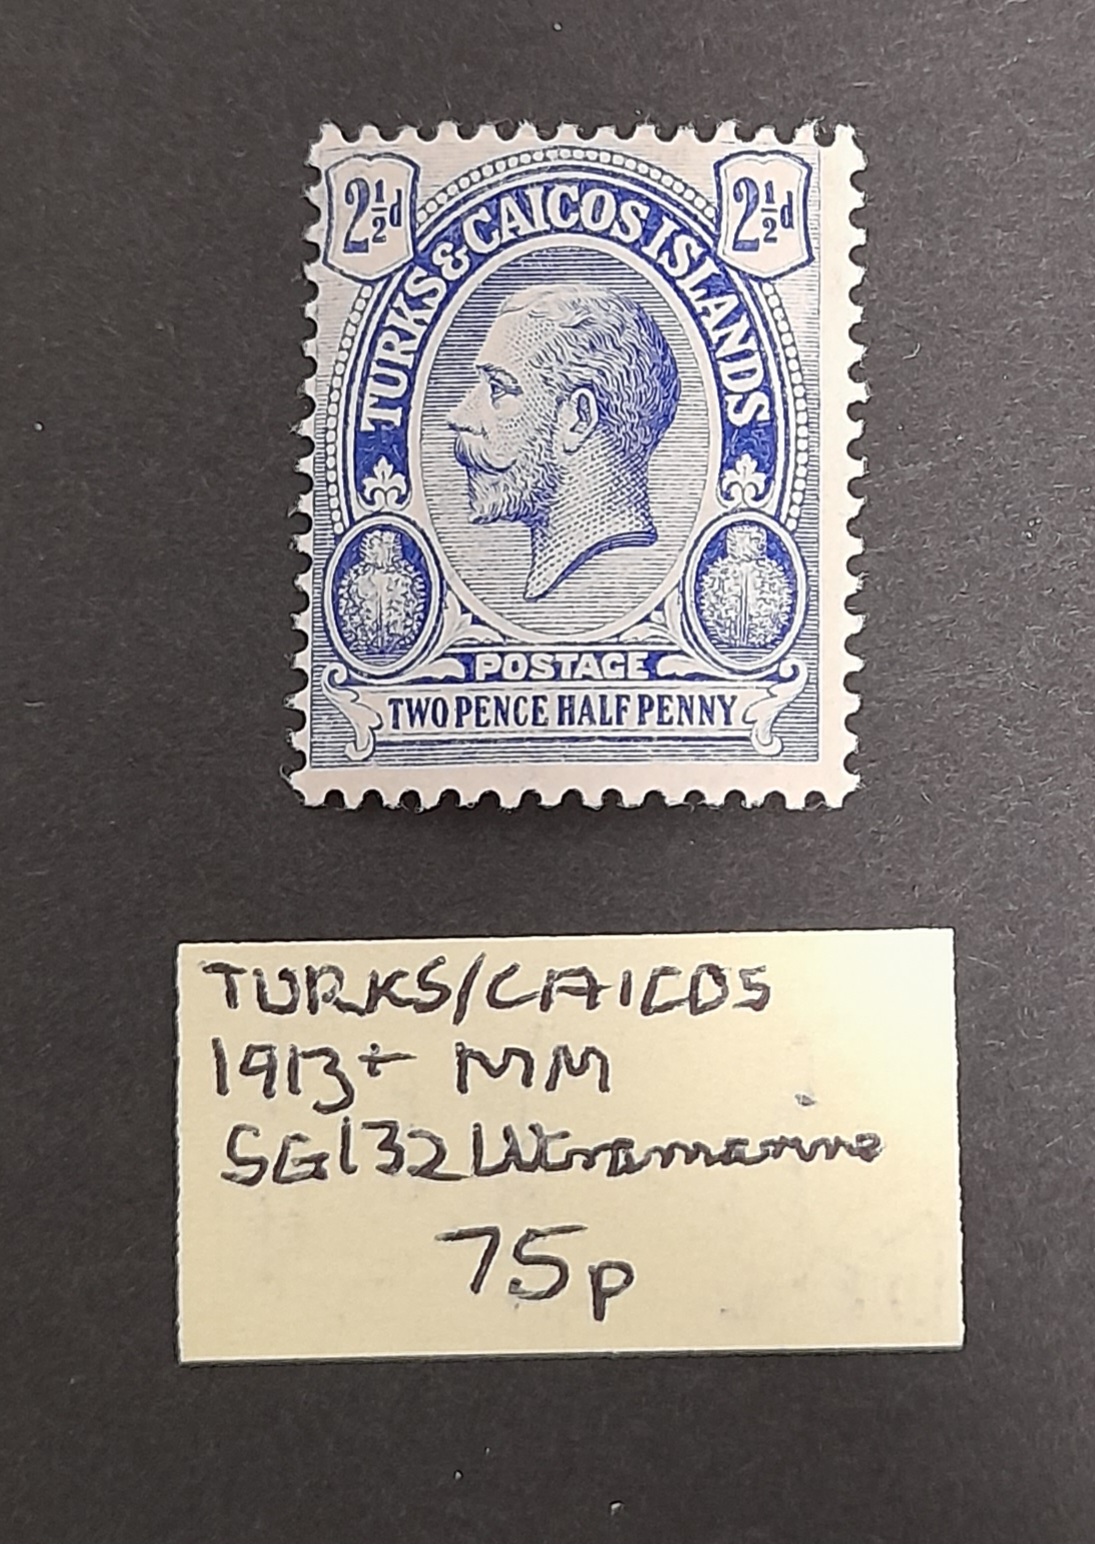 2½d 2½d
TURKS & CAICOS ISLANDS
POSTAGE
TWO PENCE HALF PENNY
TURKS/CAICOS
1913+ MM
SG132 Ultramarine
75p